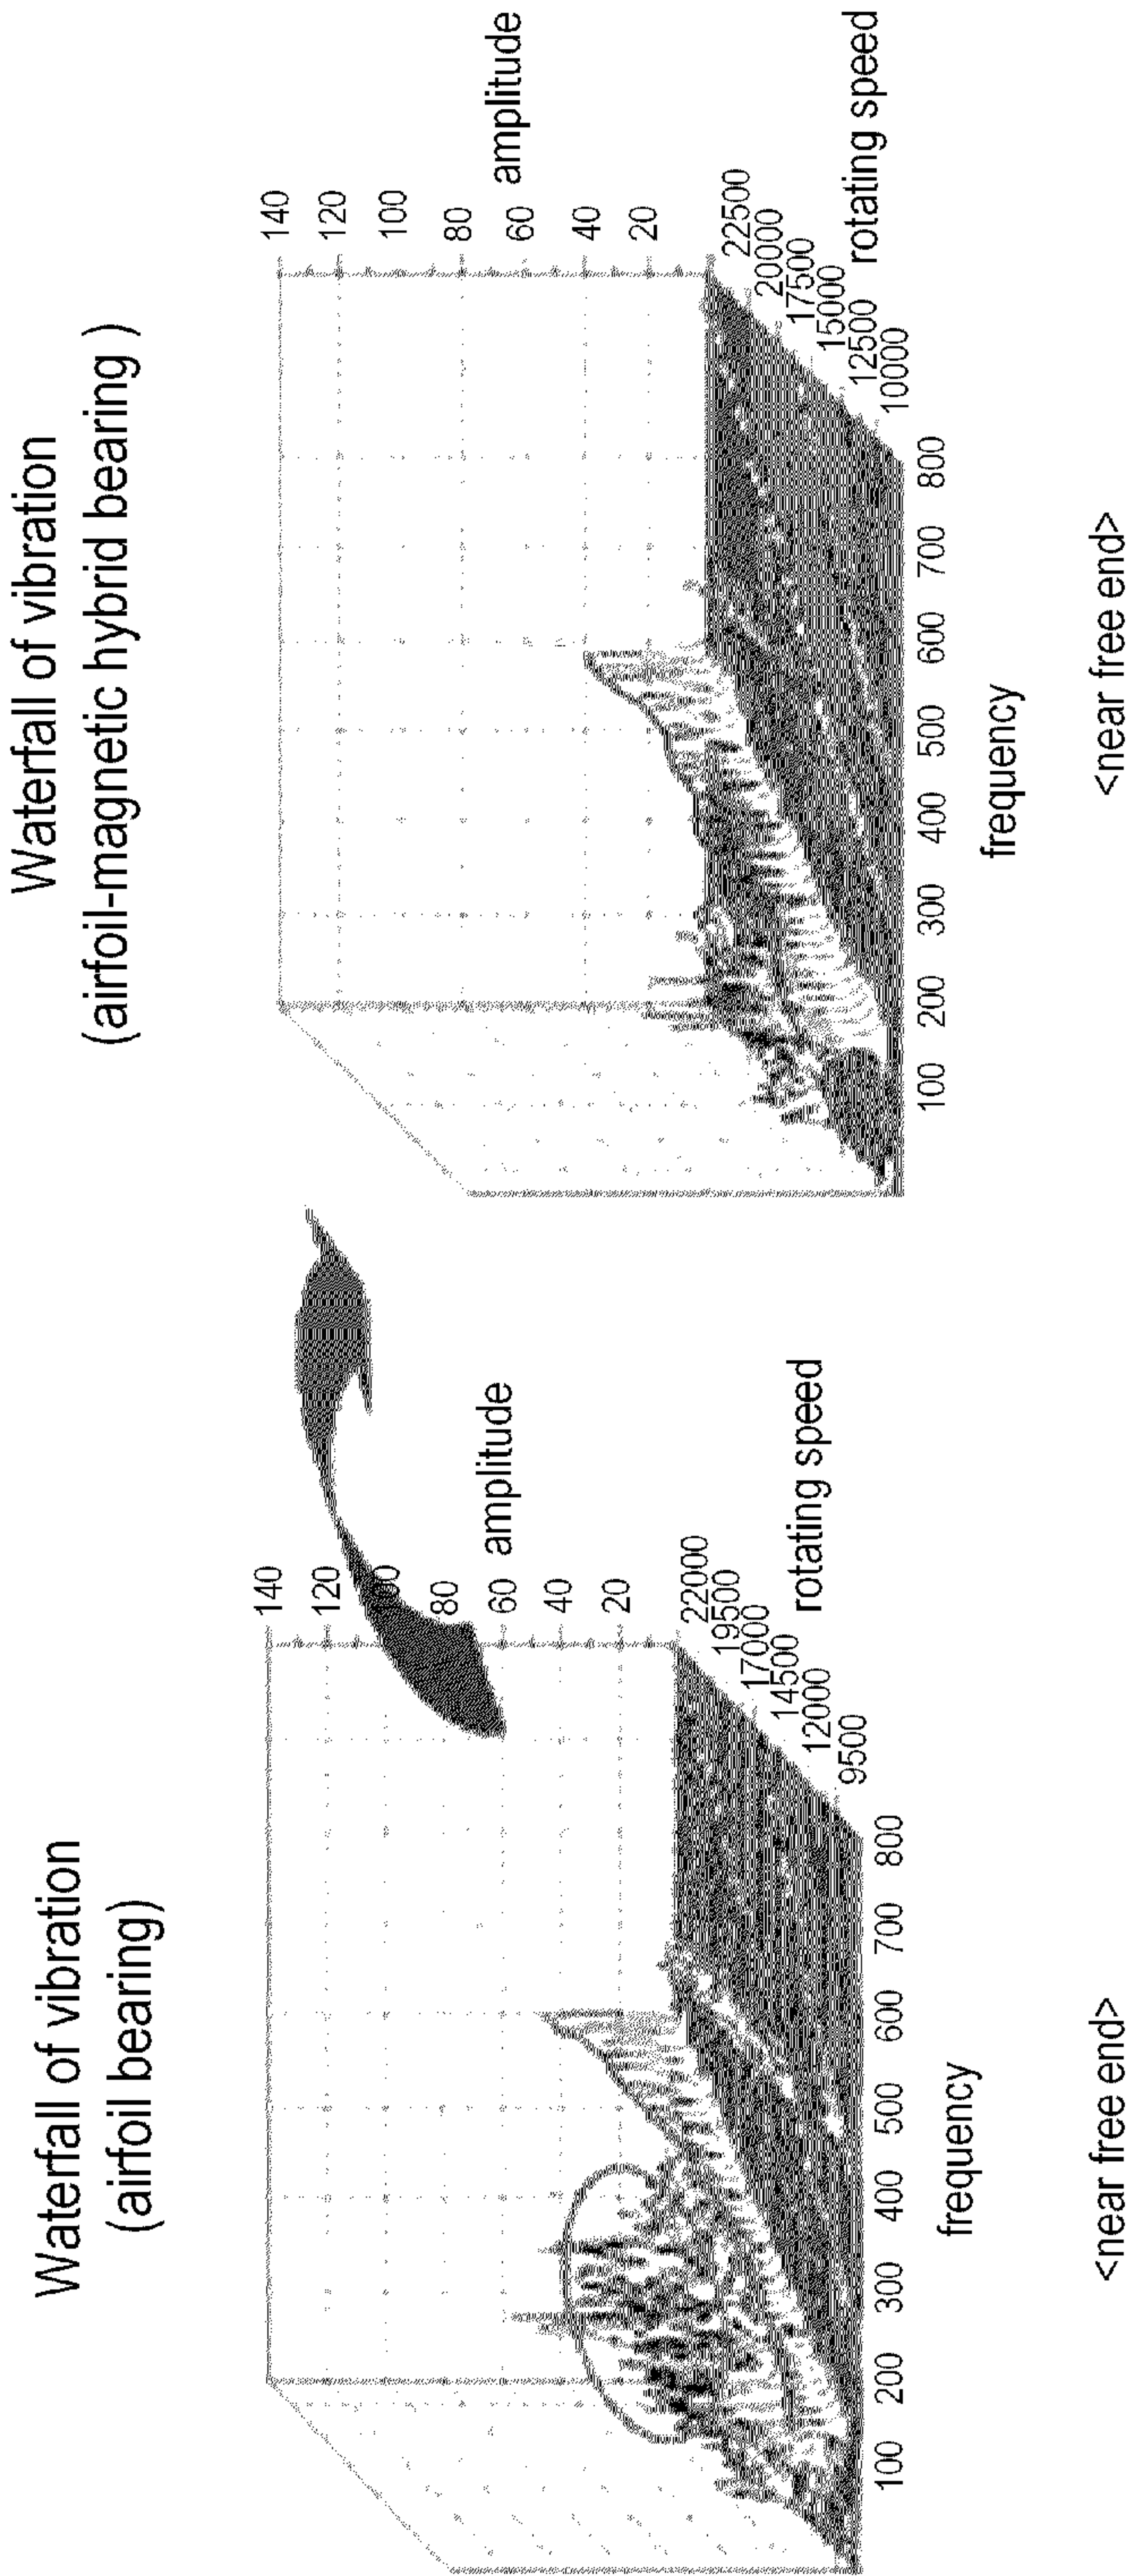 Waterfall of vibration
(airfoil bearing)
140
120
100
80
60
40
20
amplitude
22000
19500
17000
14500
12000
9500
rotating speed
100 200 300 400 500 600 700 800
frequency
<near free end>
Waterfall of vibration
(airfoil-magnetic hybrid bearing )
140
120
100
80
60
40
20
amplitude
22500
20000
17500
15000
12500
10000
rotating speed
100 200 300 400 500 600 700 800
frequency
<near free end>